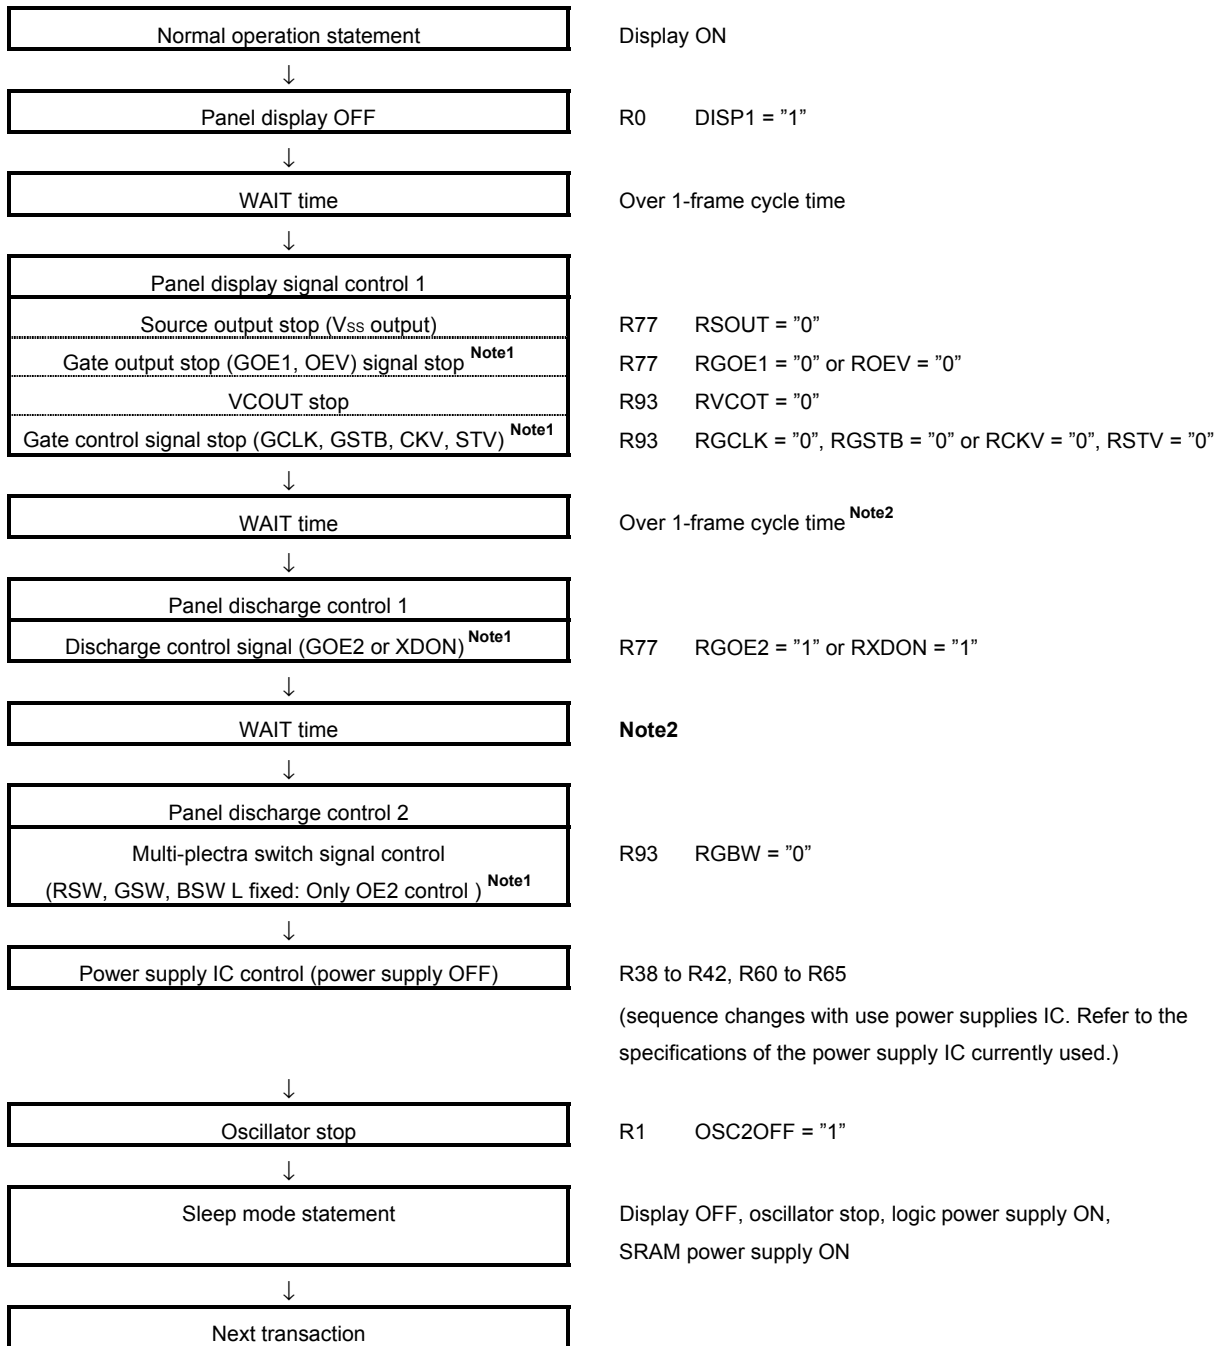 Normal operation statement Display ON
↓
Panel display OFF R0 DISP1 = ”1”
↓
WAIT time Over 1-frame cycle time
↓
Panel display signal control 1
Source output stop (VSS output) R77 RSOUT = ”0”
Gate output stop (GOE1, OEV) signal stop Note1 R77 RGOE1 = ”0” or ROEV = ”0”
VCOUT stop R93 RVCOT = ”0”
Gate control signal stop (GCLK, GSTB, CKV, STV) Note1 R93 RGCLK = ”0”, RGSTB = ”0” or RCKV = ”0”, RSTV = ”0”
↓
WAIT time Over 1-frame cycle time Note2
↓
Panel discharge control 1
Discharge control signal (GOE2 or XDON) Note1 R77 RGOE2 = ”1” or RXDON = ”1”
↓
WAIT time Note2
↓
Panel discharge control 2
Multi-plectra switch signal control R93 RGBW = ”0”
(RSW, GSW, BSW L fixed: Only OE2 control ) Note1
↓
Power supply IC control (power supply OFF) R38 to R42, R60 to R65
(sequence changes with use power supplies IC. Refer to the
specifications of the power supply IC currently used.)
↓
Oscillator stop R1 OSC2OFF = ”1”
↓
Sleep mode statement Display OFF, oscillator stop, logic power supply ON,
SRAM power supply ON
↓
Next transaction